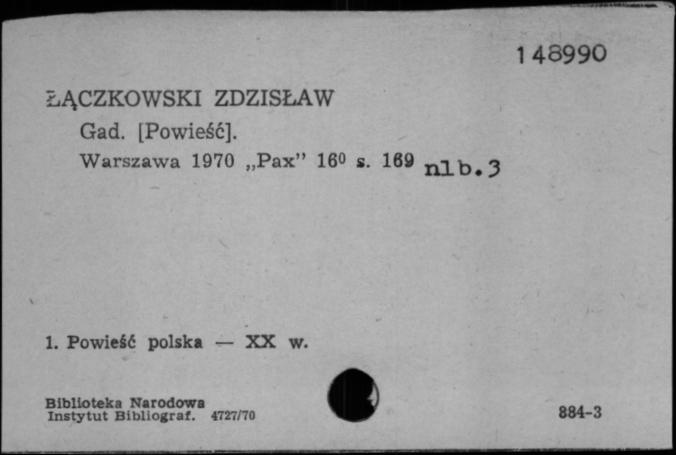 148990
ŁĄCZKOWSKI ZDZISŁAW
Gad. [Powieść].
Warszawa 1970 „Pax” 16⁰ s. 169 nlb.3
1. Powieść polska — XX w.
Biblioteka Narodowa
Instytut Bibliograf. 4727/70
884-3